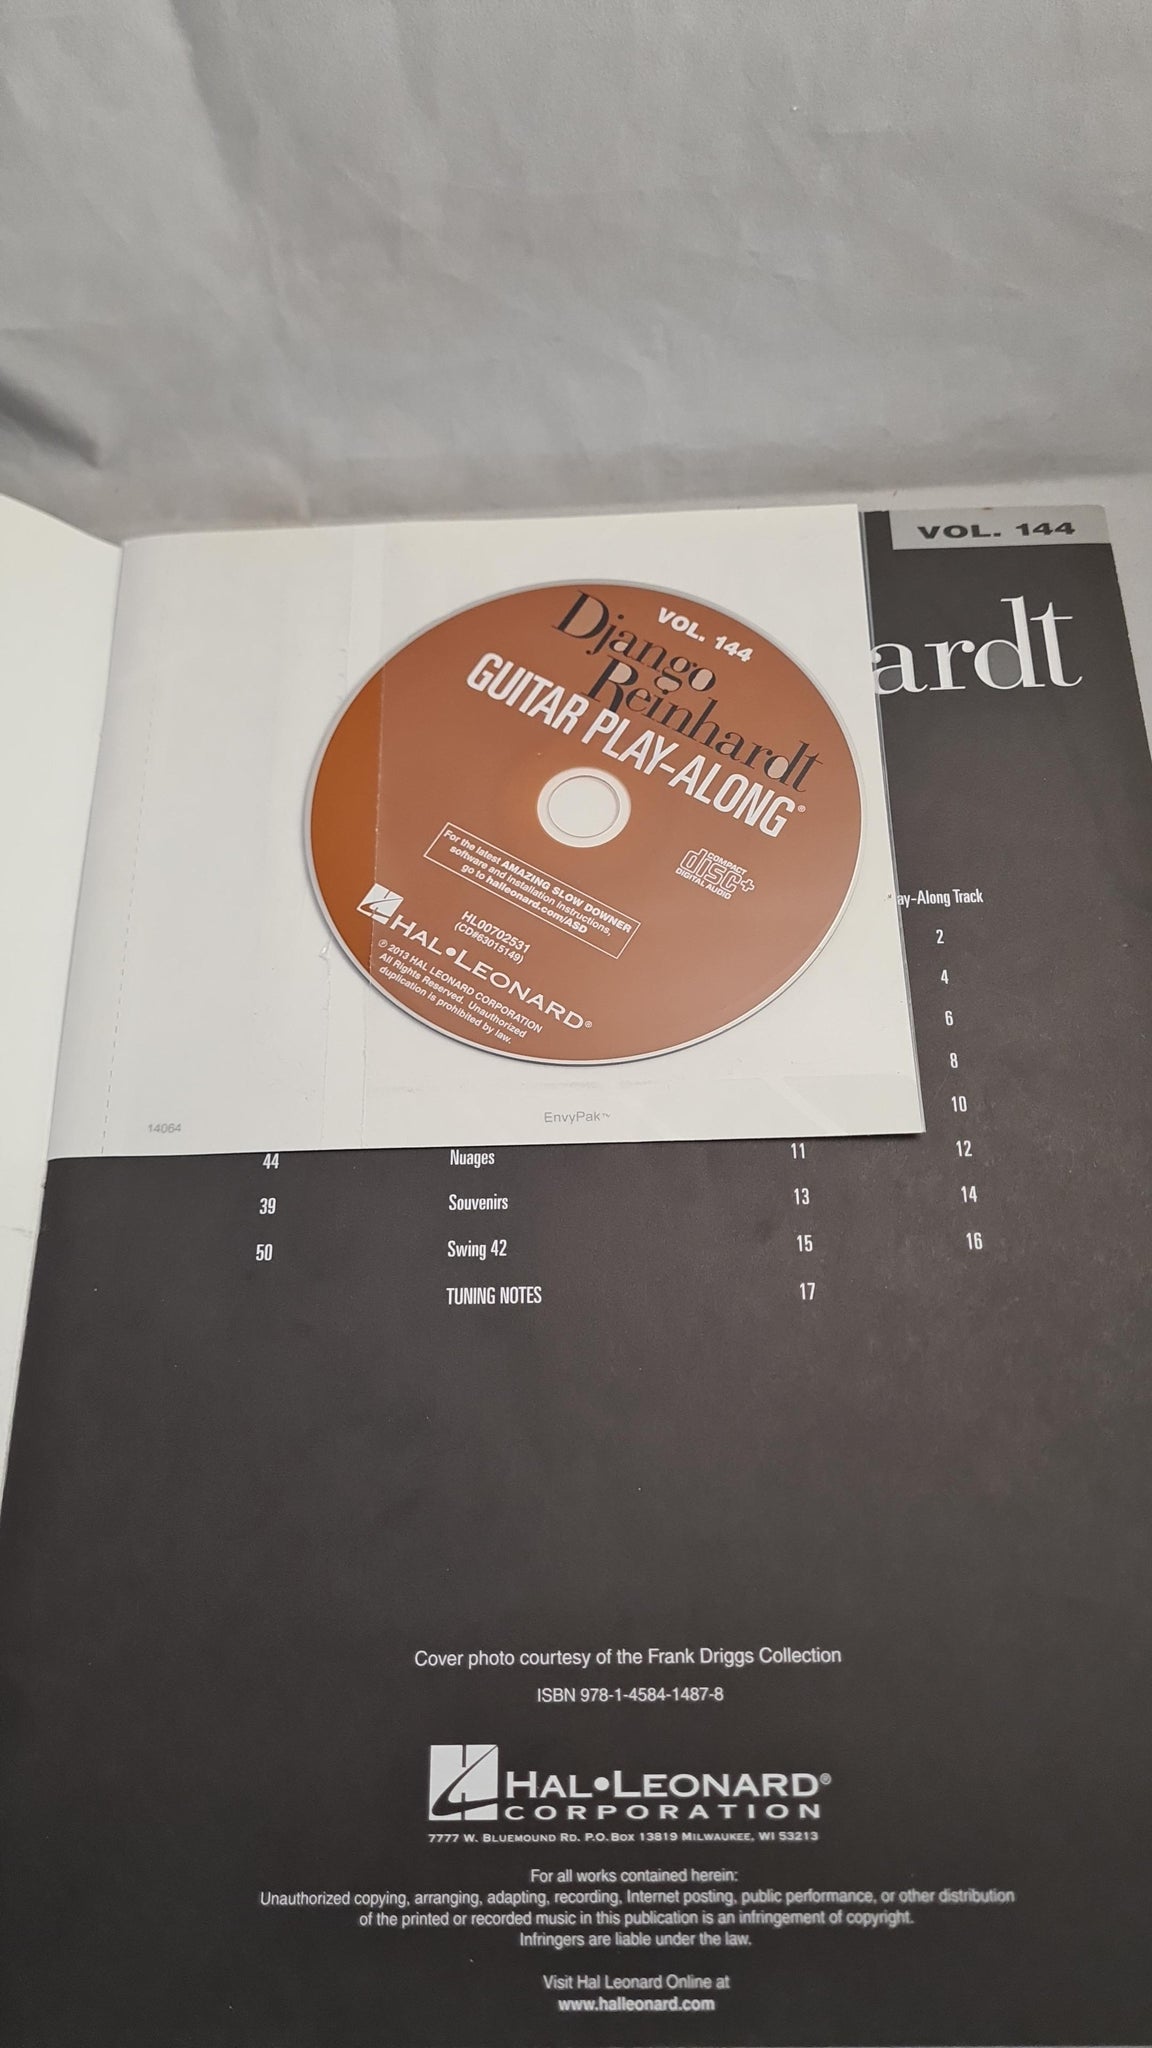 VOL. 144
ardt
VOL. 144
Django
Reinhardt
GUITAR PLAY-ALONG®
COMPACT
disc+
DIGITAL AUDIO
For the latest AMAZING SLOW DOWNER
software and installation instructions,
go to halleonard.com/ASD
HL00702531
(CD#63015149)
HAL•LEONARD®
℗ 2013 HAL LEONARD CORPORATION
All Rights Reserved. Unauthorized
duplication is prohibited by law.
EnvyPak™
14064
ay-Along Track
2
4
6
8
10
44 Nuages 11 12
39 Souvenirs 13 14
50 Swing 42 15 16
TUNING NOTES 17
Cover photo courtesy of the Frank Driggs Collection
ISBN 978-1-4584-1487-8
HAL•LEONARD®
CORPORATION
7777 W. BLUEMOUND RD. P.O. BOX 13819 MILWAUKEE, WI 53213
For all works contained herein:
Unauthorized copying, arranging, adapting, recording, Internet posting, public performance, or other distribution
of the printed or recorded music in this publication is an infringement of copyright.
Infringers are liable under the law.
Visit Hal Leonard Online at
www.halleonard.com